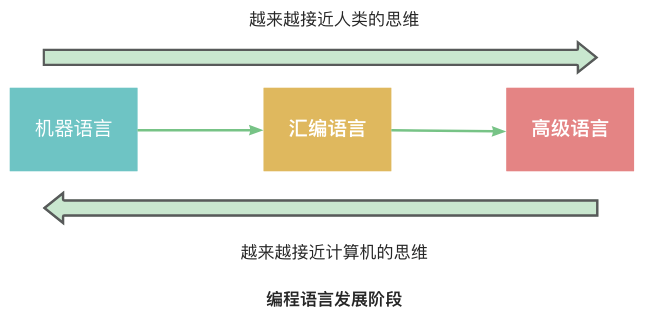 越来越接近人类的思维
机器语言
汇编语言
高级语言
越来越接近计算机的思维
编程语言发展阶段